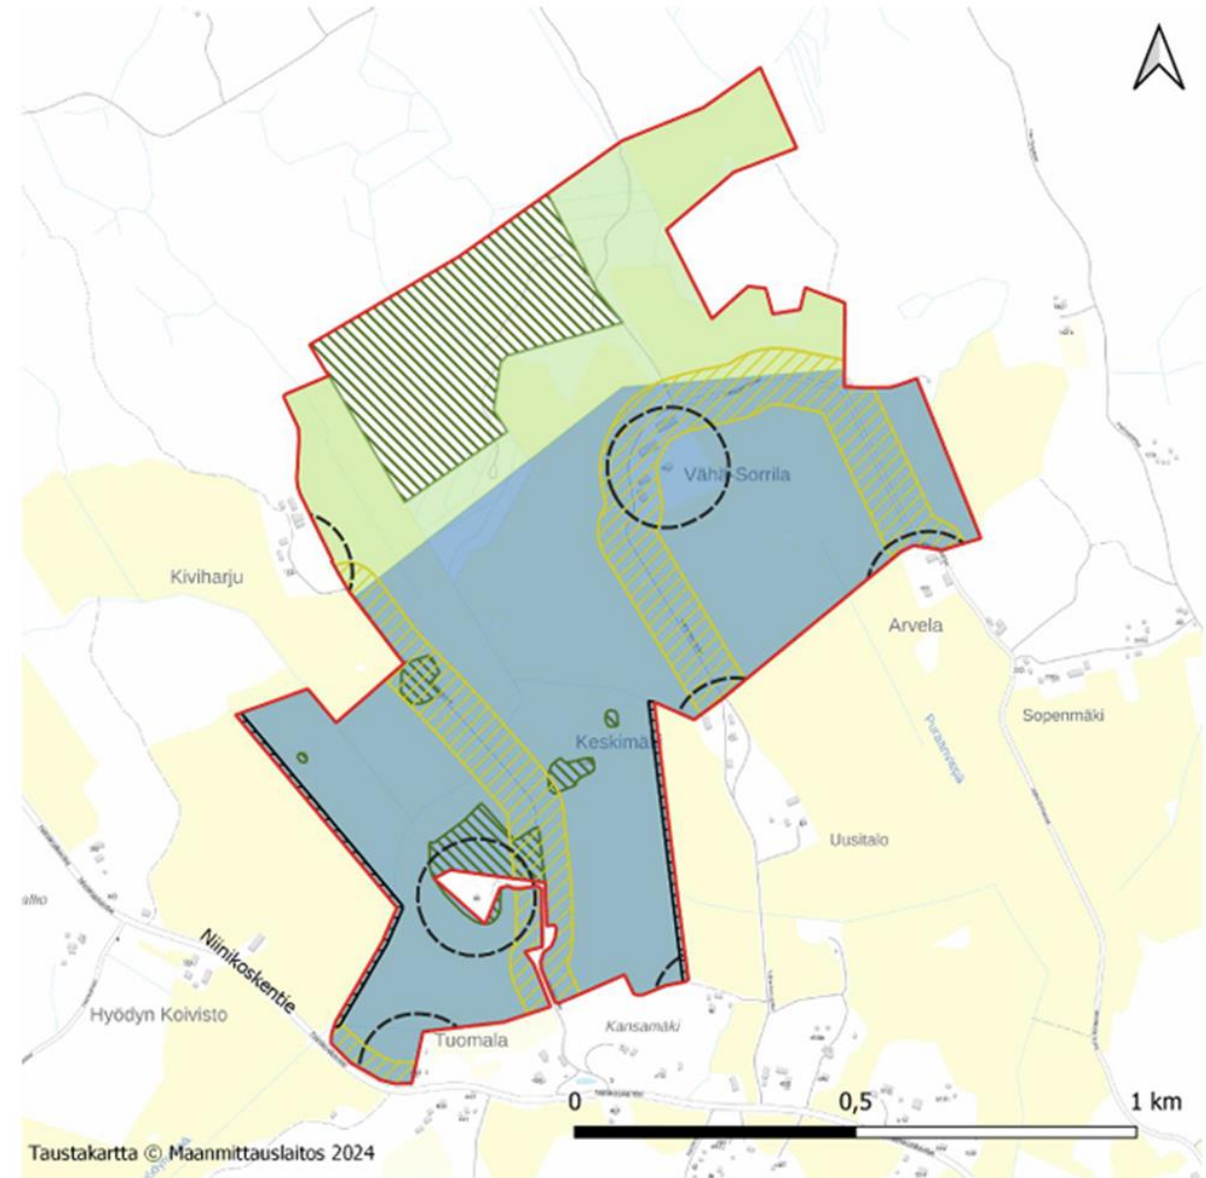 Vähä-Sorrila
Kiviharju
Arvela
Sopenmäki
Puraanviepä
Keskimä
Uusitalo
Niinikoskentie
Hyödyn Koivisto
Kansamäki
Tuomala
0 0,5 1 km
Taustakartta © Maanmittauslaitos 2024